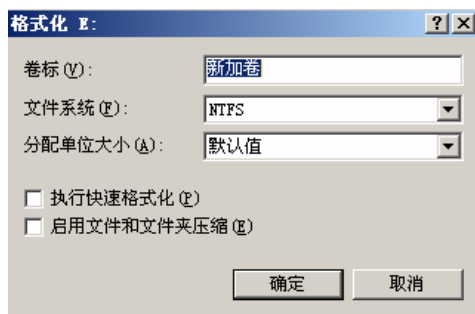 格式化 E:
卷标(V):
新加卷
文件系统(F):
NTFS
分配单位大小(A):
默认值
执行快速格式化(P)
启用文件和文件夹压缩(E)
确定
取消